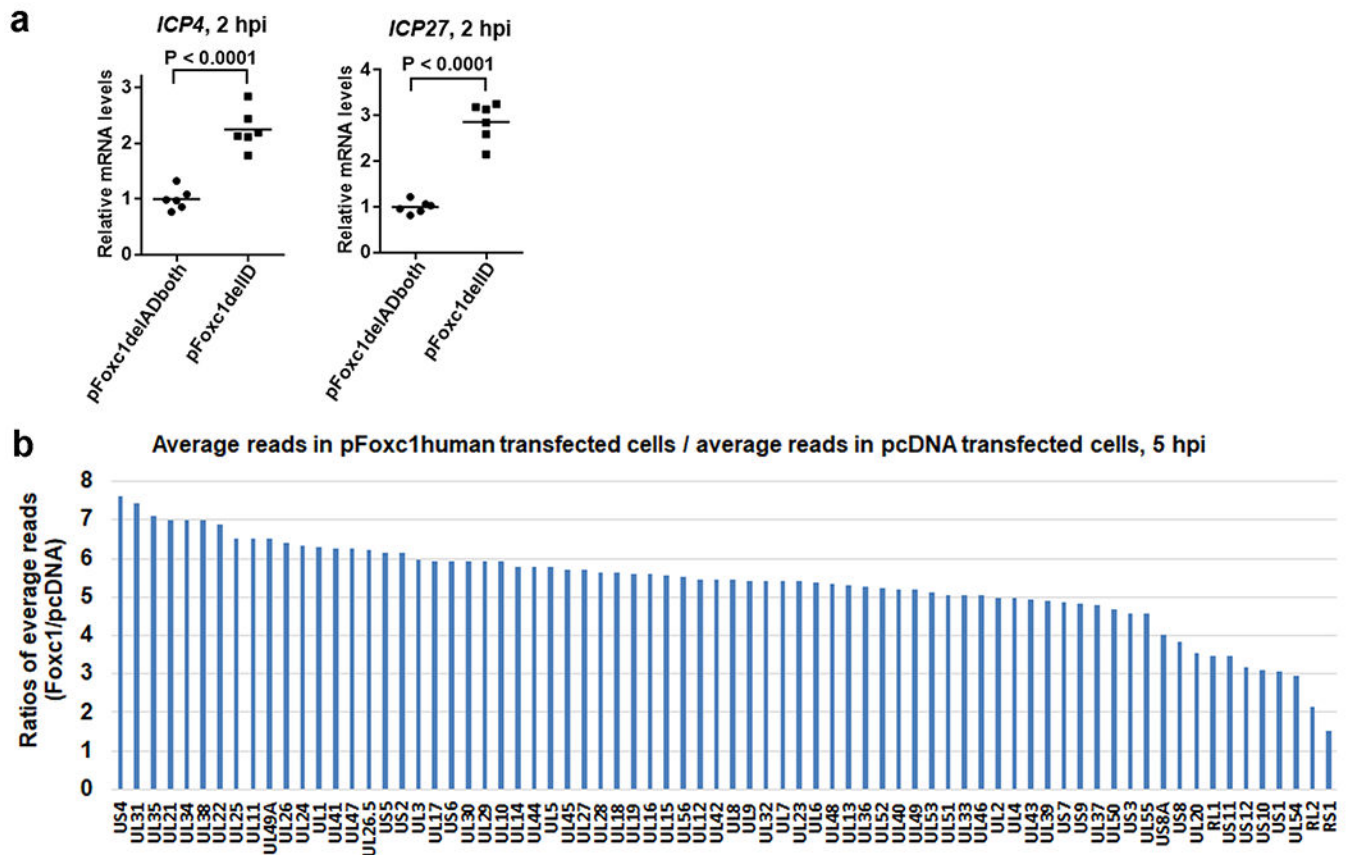 a
ICP4, 2 hpi
P < 0.0001
Relative mRNA levels
3
2
1
0
pFoxc1delADboth
pFoxc1delID
ICP27, 2 hpi
P < 0.0001
Relative mRNA levels
4
3
2
1
0
pFoxc1delADboth
pFoxc1delID
b
Average reads in pFoxc1human transfected cells / average reads in pcDNA transfected cells, 5 hpi
Ratios of everage reads
(Foxc1/pcDNA)
8
7
6
5
4
3
2
1
0
US4
UL31
UL35
UL21
UL34
UL38
UL22
UL25
UL11
UL49A
UL26
UL24
UL1
UL41
UL47
UL26.5
US5
US2
UL3
UL17
US6
UL30
UL29
UL10
UL14
UL44
UL5
UL45
UL27
UL28
UL18
UL19
UL16
UL15
UL56
UL12
UL42
UL8
UL9
UL32
UL7
UL23
UL6
UL48
UL13
UL36
UL52
UL40
UL49
UL53
UL51
UL33
UL46
UL2
UL4
UL43
UL39
US7
US9
UL37
UL50
US3
UL55
US8A
US8
UL20
RL1
US11
US12
US10
US1
UL54
RL2
RS1